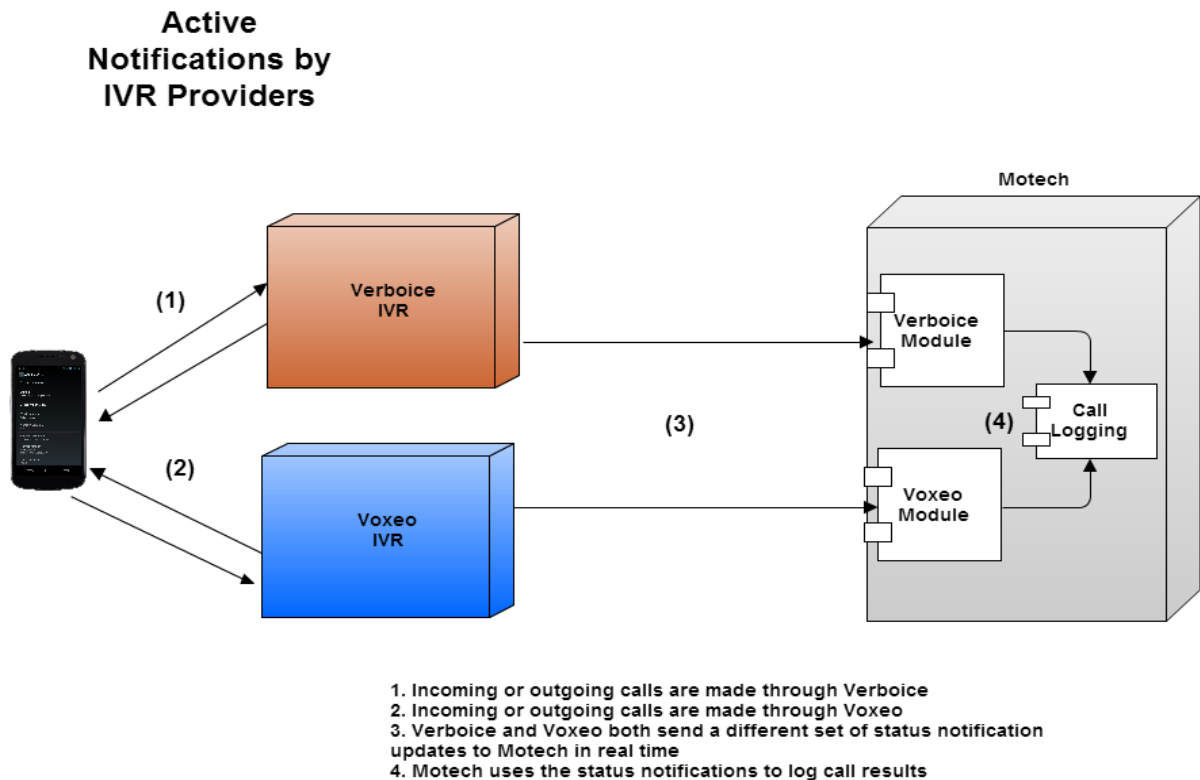 Active
Notifications by
IVR Providers
Motech
(1)
Verboice
IVR
Verboice
Module
(3)
(4)
Call
Logging
(2)
Voxeo
IVR
Voxeo
Module
1. Incoming or outgoing calls are made through Verboice
2. Incoming or outgoing calls are made through Voxeo
3. Verboice and Voxeo both send a different set of status notification
updates to Motech in real time
4. Motech uses the status notifications to log call results